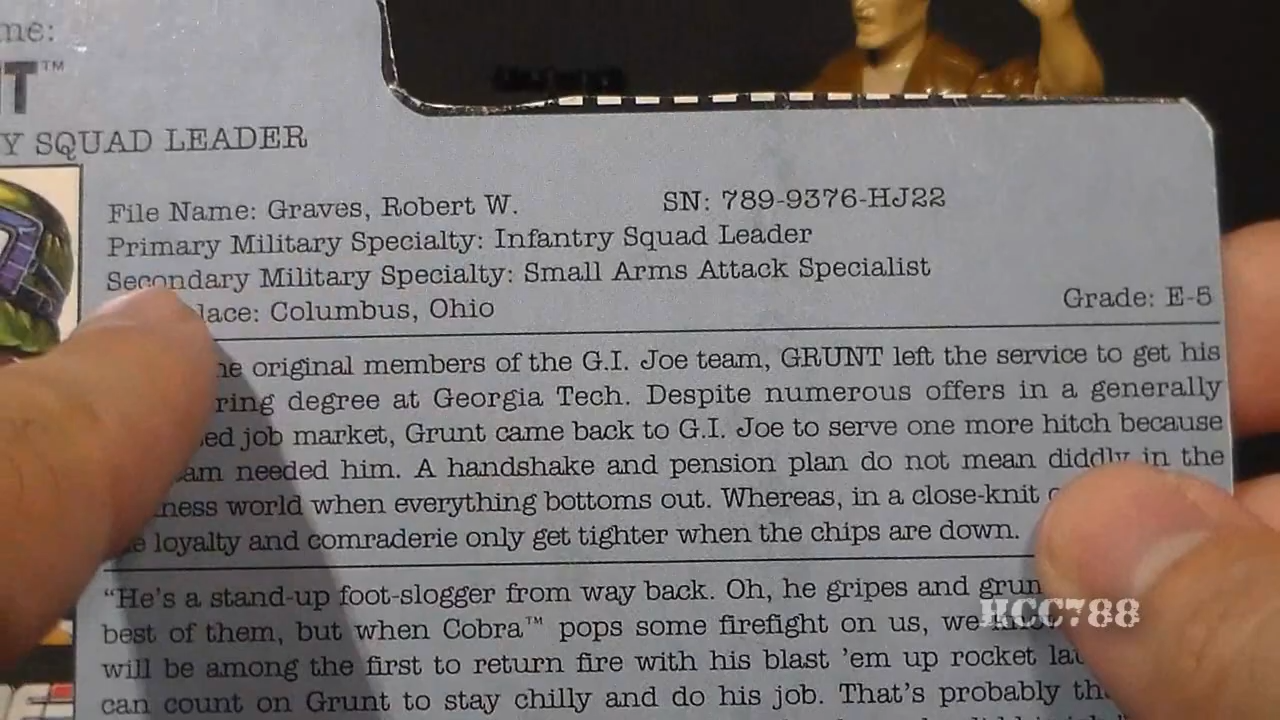 me:
T™
Y SQUAD LEADER
File Name: Graves, Robert W. SN: 789-9376-HJ22
Primary Military Specialty: Infantry Squad Leader
Secondary Military Specialty: Small Arms Attack Specialist
lace: Columbus, Ohio Grade: E-5
he original members of the G.I. Joe team, GRUNT left the service to get his
ring degree at Georgia Tech. Despite numerous offers in a generally
ed job market, Grunt came back to G.I. Joe to serve one more hitch because
am needed him. A handshake and pension plan do not mean diddly in the
ness world when everything bottoms out. Whereas, in a close-knit
e loyalty and comraderie only get tighter when the chips are down.
"He's a stand-up foot-slogger from way back. Oh, he gripes and grun
best of them, but when Cobra™ pops some firefight on us, we
will be among the first to return fire with his blast 'em up rocket
can count on Grunt to stay chilly and do his job. That's probably th
HCC788